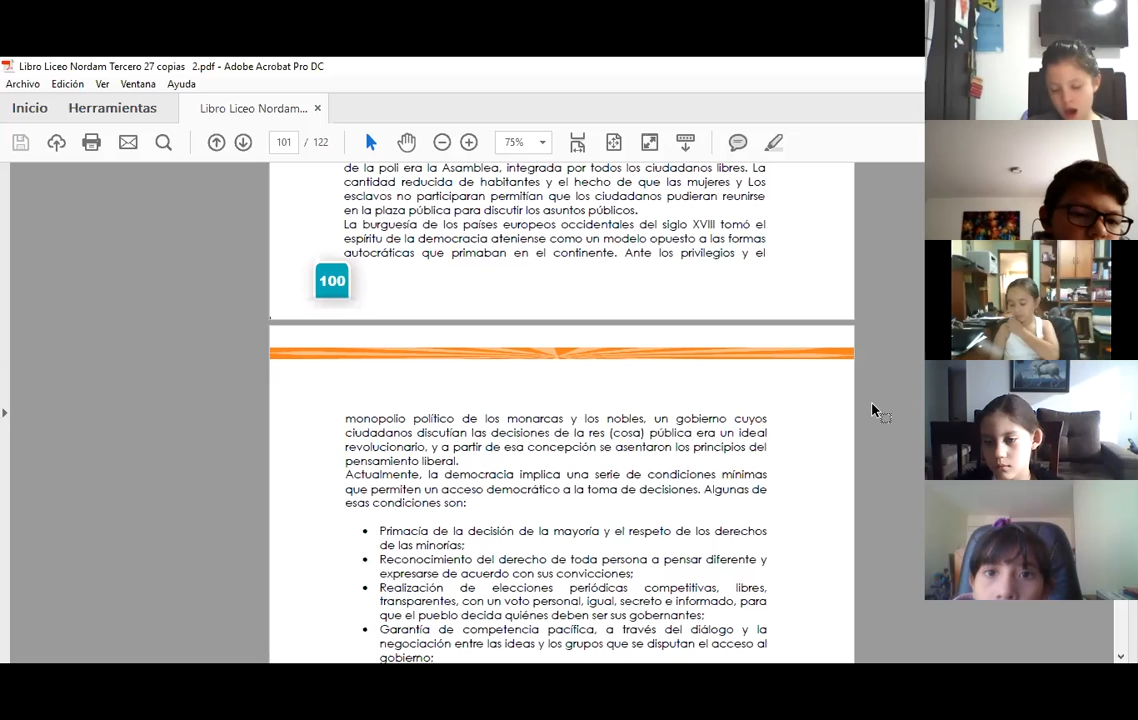 Libro Liceo Nordam Tercero 27 copias 2.pdf - Adobe Acrobat Pro DC
Archivo Edición Ver Ventana Ayuda
Inicio Herramientas Libro Liceo Nordam... ×
101 / 122 75%
de la poli era la Asamblea, integrada por todos los ciudadanos libres. La
cantidad reducida de habitantes y el hecho de que las mujeres y Los
esclavos no participaran permitían que los ciudadanos pudieran reunirse
en la plaza pública para discutir los asuntos públicos.
La burguesía de los países europeos occidentales del siglo XVIII tomó el
espíritu de la democracia ateniense como un modelo opuesto a las formas
autocráticas que primaban en el continente. Ante los privilegios y el
100
monopolio político de los monarcas y los nobles, un gobierno cuyos
ciudadanos discutían las decisiones de la res (cosa) pública era un ideal
revolucionario, y a partir de esa concepción se asentaron los principios del
pensamiento liberal.
Actualmente, la democracia implica una serie de condiciones mínimas
que permiten un acceso democrático a la toma de decisiones. Algunas de
esas condiciones son:
• Primacía de la decisión de la mayoría y el respeto de los derechos
de las minorías;
• Reconocimiento del derecho de toda persona a pensar diferente y
expresarse de acuerdo con sus convicciones;
• Realización de elecciones periódicas competitivas, libres,
transparentes, con un voto personal, igual, secreto e informado, para
que el pueblo decida quiénes deben ser sus gobernantes;
• Garantía de competencia pacífica, a través del diálogo y la
negociación entre las ideas y los grupos que se disputan el acceso al
gobierno;